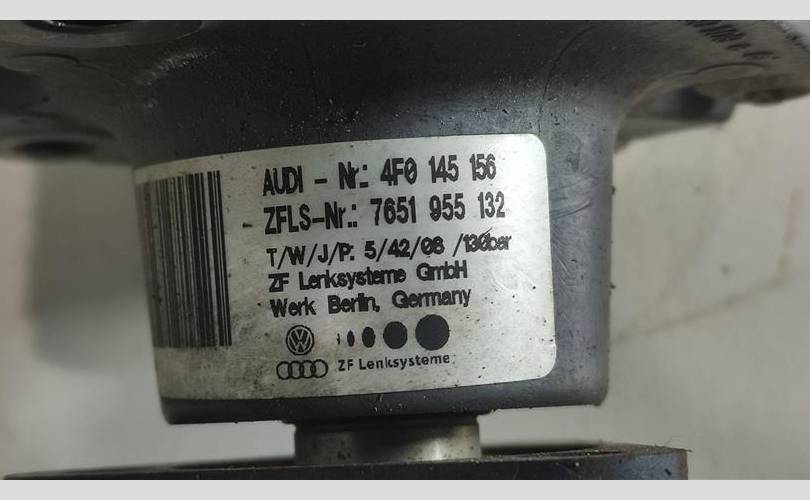 AUDI - Nr.: 4F0 145 156
ZFLS-Nr.: 7651 955 132
T/W/J/P: 5/42/08 /130bar
ZF Lenksysteme GmbH
Werk Berlin, Germany
ZF Lenksysteme